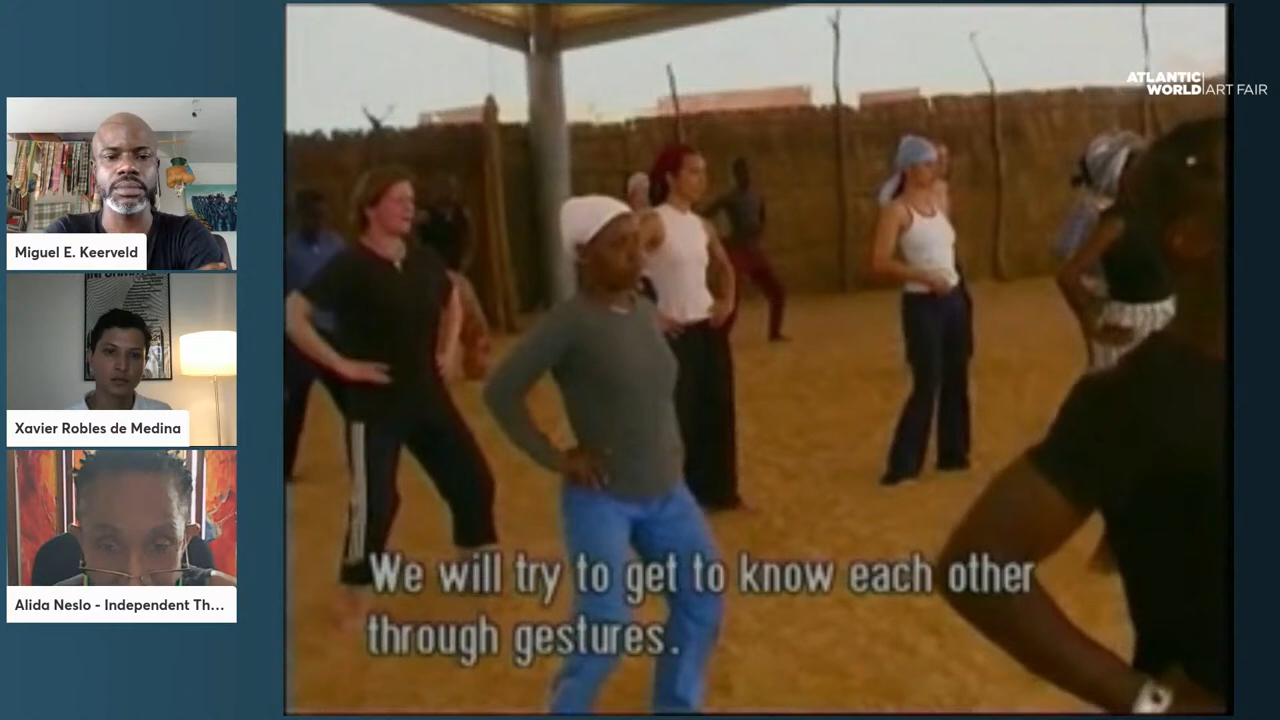 ATLANTIC
WORLD ART FAIR
Miguel E. Keerveld
Xavier Robles de Medina
Alida Neslo - Independent Th...
We will try to get to know each other
through gestures.